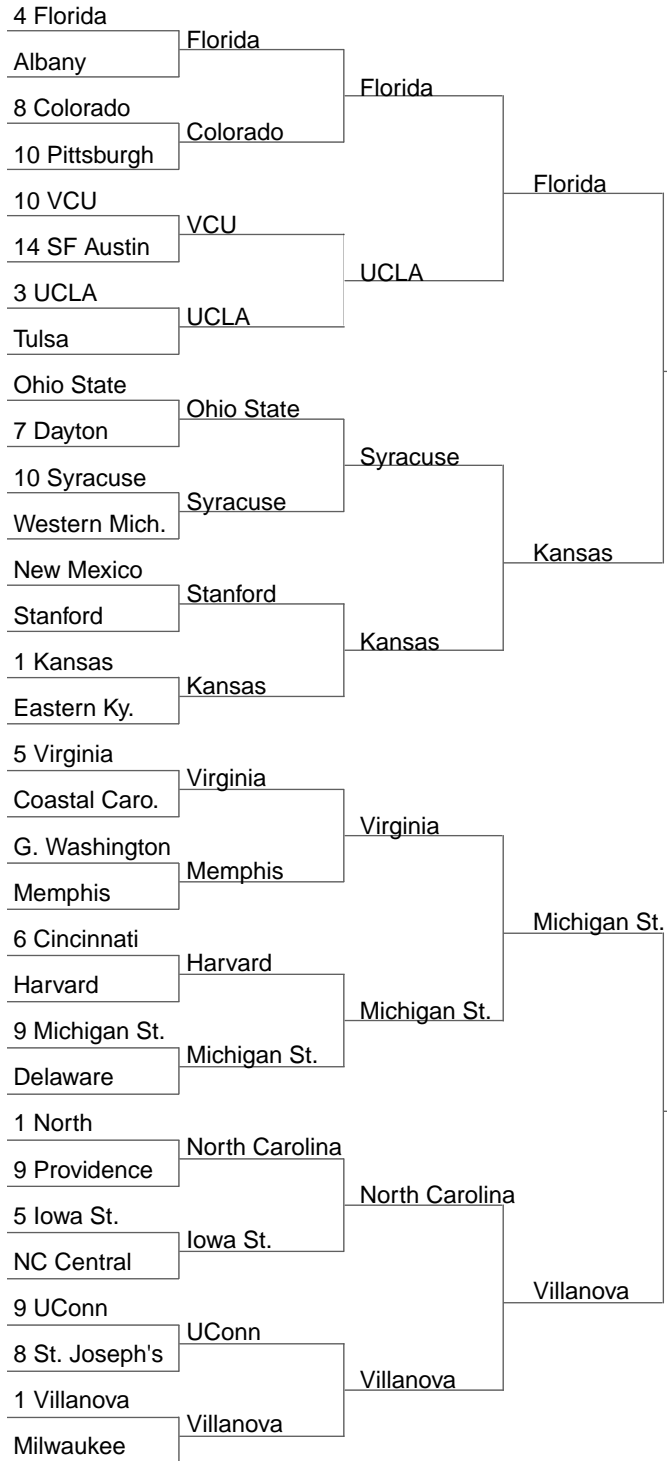 4 Florida
Albany
8 Colorado
10 Pittsburgh
10 VCU
14 SF Austin
3 UCLA
Tulsa
Ohio State
7 Dayton
10 Syracuse
Western Mich.
New Mexico
Stanford
1 Kansas
Eastern Ky.
5 Virginia
Coastal Caro.
G. Washington
Memphis
6 Cincinnati
Harvard
9 Michigan St.
Delaware
1 North
9 Providence
5 Iowa St.
NC Central
9 UConn
8 St. Joseph's
1 Villanova
Milwaukee
Florida
Colorado
VCU
UCLA
Ohio State
Syracuse
Stanford
Kansas
Virginia
Memphis
Harvard
Michigan St.
North Carolina
Iowa St.
UConn
Villanova
Florida
UCLA
Syracuse
Kansas
Virginia
Michigan St.
North Carolina
Villanova
Florida
Kansas
Michigan St.
Villanova